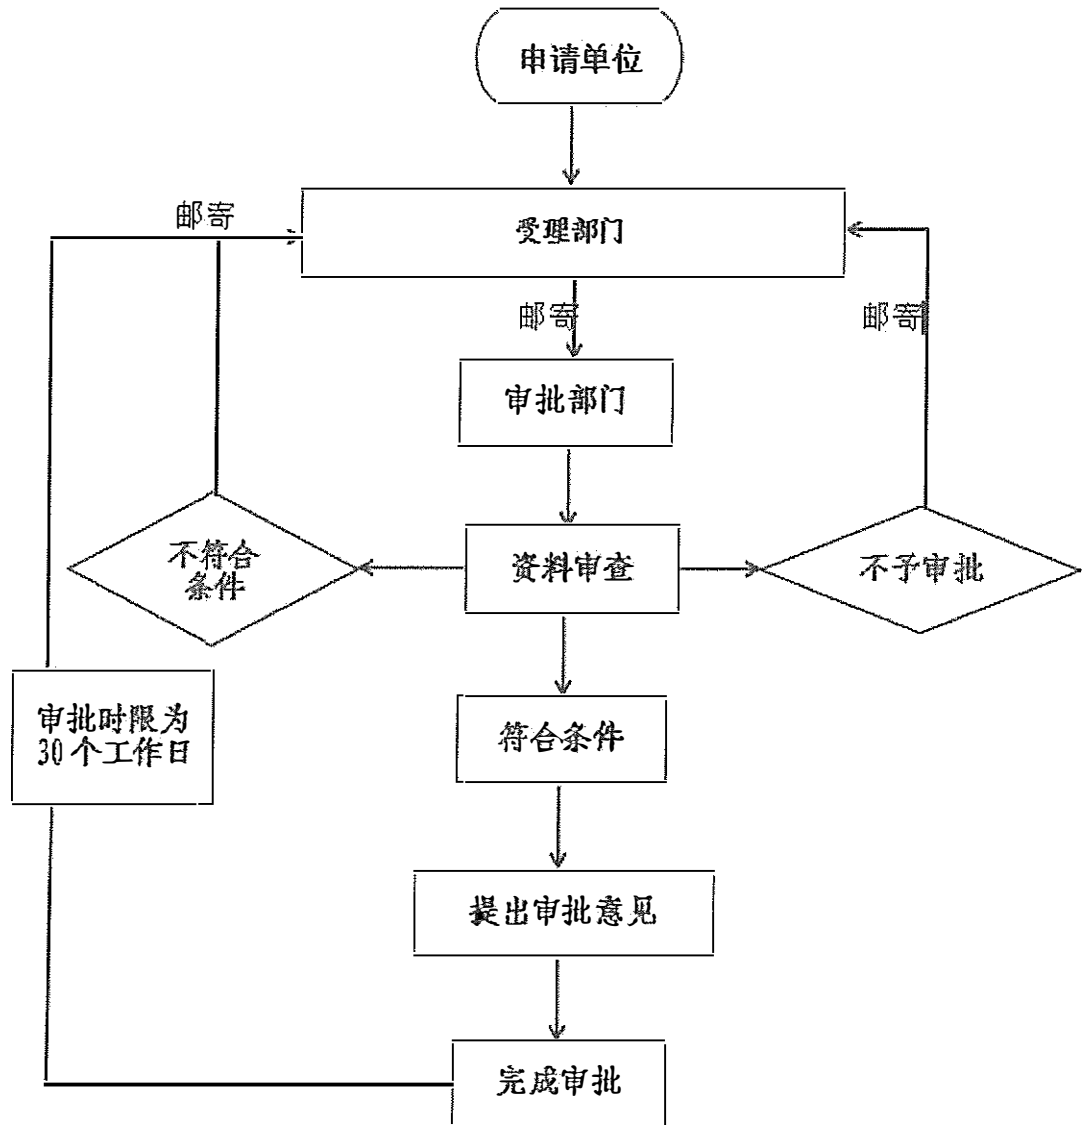 申请单位
邮寄
受理部门
邮寄
邮寄
审批部门
不符合
条件
资料审查
不予审批
审批时限为
30个工作日
符合条件
提出审批意见
完成审批